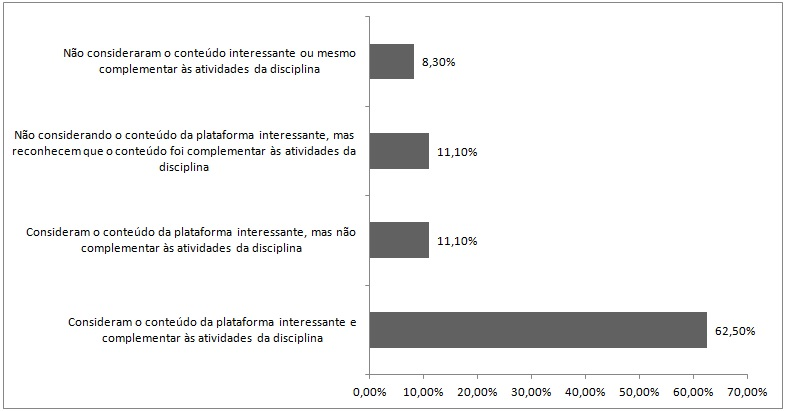 Não consideraram o conteúdo interessante ou mesmo
complementar às atividades da disciplina
8,30%
Não considerando o conteúdo da plataforma interessante, mas
reconhecem que o conteúdo foi complementar às atividades da
disciplina
11,10%
Consideram o conteúdo da plataforma interessante, mas não
complementar às atividades da disciplina
11,10%
Consideram o conteúdo da plataforma interessante e
complementar às atividades da disciplina
62,50%
0,00% 10,00% 20,00% 30,00% 40,00% 50,00% 60,00% 70,00%